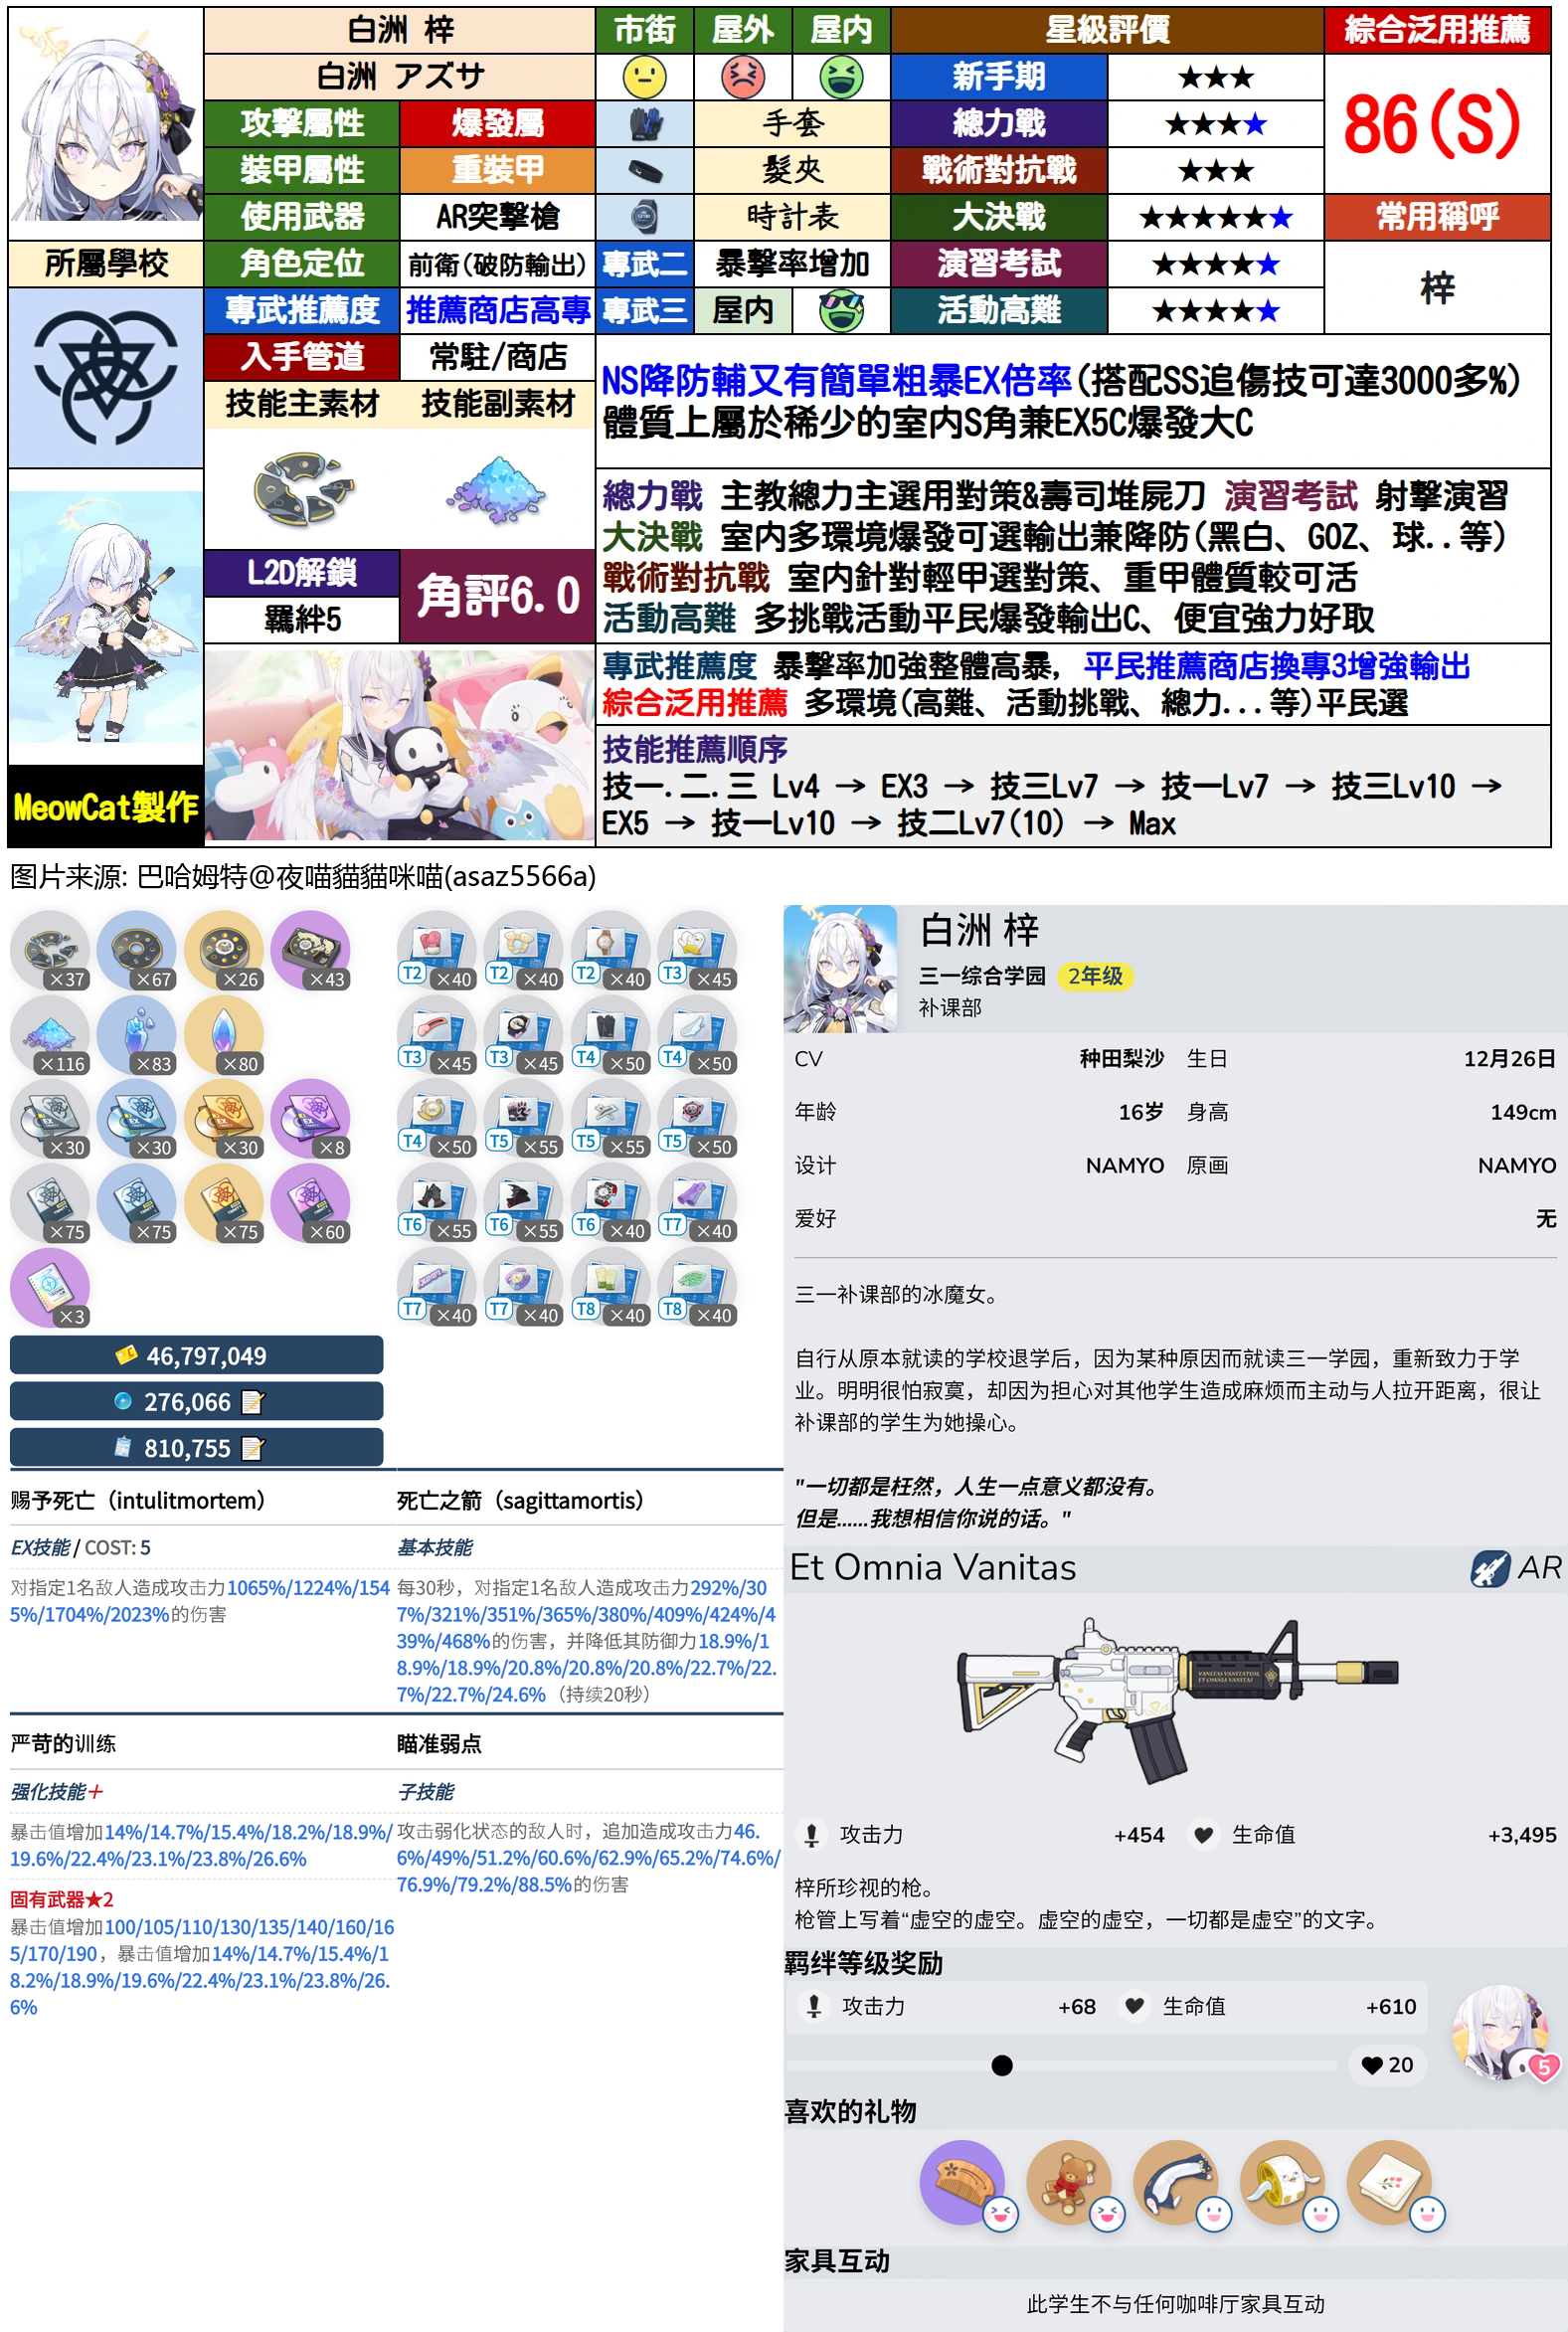 白洲 梓
市街 屋外 屋内
星級評價
綜合泛用推薦
白洲 アズサ
新手期 ★★★
86(S)
攻擊屬性 爆發屬
手套
總力戰 ★★★★
裝甲屬性 重裝甲
髮夾
戰術對抗戰 ★★★
使用武器 AR突擊槍
時計表
大決戰 ★★★★★★
常用稱呼
所屬學校
角色定位 前衛(破防輸出)
專武二 暴擊率增加
演習考試 ★★★★★
梓
專武推薦度 推薦商店高專
專武三 屋内
活動高難 ★★★★★
入手管道 常駐/商店
技能主素材 技能副素材
NS降防輔又有簡單粗暴EX倍率(搭配SS追傷技可達3000多%)
體質上屬於稀少的室内S角兼EX5C爆發大C
L2D解鎖
羈絆5
角評6.0
總力戰 主教總力主選用對策&壽司堆屍刀 演習考試 射擊演習
大決戰 室内多環境爆發可選輸出兼降防(黑白、GOZ、球..等)
戰術對抗戰 室内針對輕甲選對策、重甲體質較可活
活動高難 多挑戰活動平民爆發輸出C、便宜強力好取
專武推薦度 暴擊率加強整體高暴, 平民推薦商店換專3增強輸出
綜合泛用推薦 多環境(高難、活動挑戰、總力...等)平民選
技能推薦順序
技一.二.三 Lv4 → EX3 → 技三Lv7 → 技一Lv7 → 技三Lv10 →
EX5 → 技一Lv10 → 技二Lv7(10) → Max
MeowCat製作
图片来源: 巴哈姆特@夜喵貓貓咪喵(asaz5566a)
×37 ×67 ×26 ×43
×116 ×83 ×80
EX ×30 EX ×30 EX ×30 EX ×8
×75 ×75 ×75 ×60
×3
T2 ×40 T2 ×40 T2 ×40 T3 ×45
T3 ×45 T3 ×45 T4 ×50 T4 ×50
T4 ×50 T5 ×55 T5 ×55 T5 ×50
T6 ×55 T6 ×55 T6 ×40 T7 ×40
T7 ×40 T7 ×40 T8 ×40 T8 ×40
46,797,049
276,066
810,755
赐予死亡（intulitmortem）
EX技能 / COST: 5
对指定1名敌人造成攻击力1065%/1224%/154
5%/1704%/2023%的伤害
死亡之箭（sagittamortis）
基本技能
每30秒，对指定1名敌人造成攻击力292%/30
7%/321%/351%/365%/380%/409%/424%/4
39%/468%的伤害，并降低其防御力18.9%/1
8.9%/18.9%/20.8%/20.8%/20.8%/22.7%/22.
7%/22.7%/24.6%（持续20秒）
严苛的训练
强化技能＋
暴击值增加14%/14.7%/15.4%/18.2%/18.9%/
19.6%/22.4%/23.1%/23.8%/26.6%
固有武器★2
暴击值增加100/105/110/130/135/140/160/16
5/170/190，暴击值增加14%/14.7%/15.4%/1
8.2%/18.9%/19.6%/22.4%/23.1%/23.8%/26.
6%
瞄准弱点
子技能
攻击弱化状态的敌人时，追加造成攻击力46.
6%/49%/51.2%/60.6%/62.9%/65.2%/74.6%/
76.9%/79.2%/88.5%的伤害
白洲 梓
三一综合学园 2年级
补课部
CV 种田梨沙 生日 12月26日
年龄 16岁 身高 149cm
设计 NAMYO 原画 NAMYO
爱好 无
三一补课部的冰魔女。
自行从原本就读的学校退学后，因为某种原因而就读三一学园，重新致力于学
业。明明很怕寂寞，却因为担心对其他学生造成麻烦而主动与人拉开距离，很让
补课部的学生为她操心。
"一切都是枉然，人生一点意义都没有。
但是......我想相信你说的话。"
Et Omnia Vanitas AR
VANITAS VANITATUM,
ET OMNIA VANITAS
攻击力 +454 生命值 +3,495
梓所珍视的枪。
枪管上写着“虚空的虚空。虚空的虚空，一切都是虚空”的文字。
羁绊等级奖励
攻击力 +68 生命值 +610
20
5
喜欢的礼物
家具互动
此学生不与任何咖啡厅家具互动